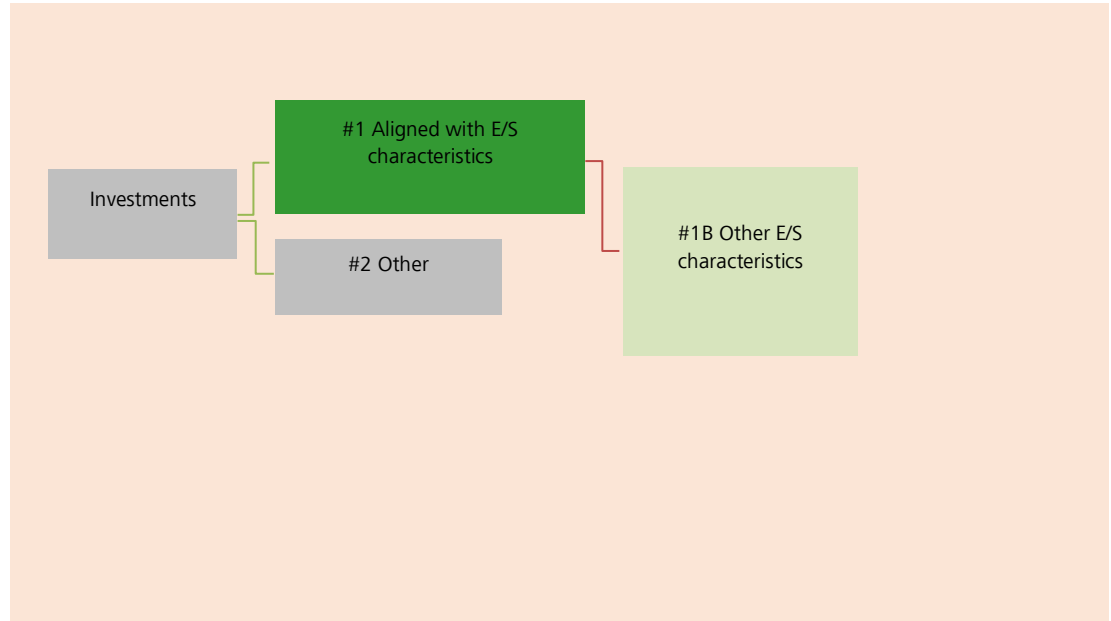 #1 Aligned with E/S
characteristics
Investments
#2 Other
#1B Other E/S
characteristics